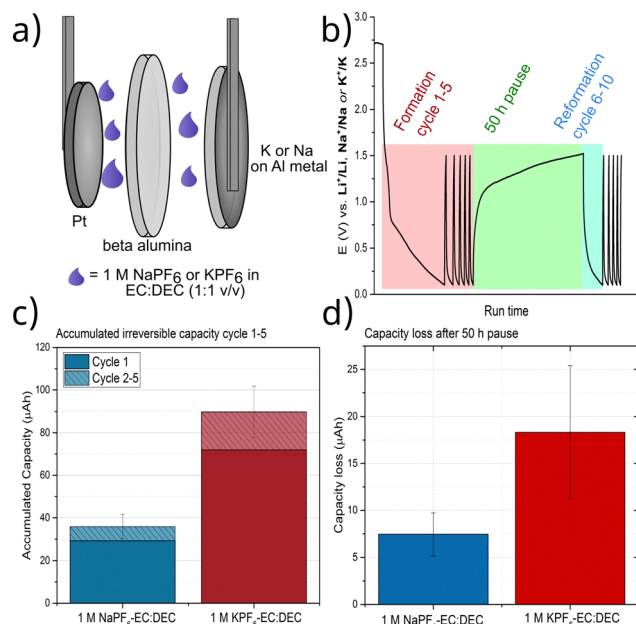 a)
Pt
beta alumina
K or Na
on Al metal
= 1 M NaPF6 or KPF6 in
EC:DEC (1:1 v/v)
b)
E (V) vs. Li⁺/Li, Na⁺/Na or K⁺/K
3.0
2.5
2.0
1.5
1.0
0.5
0.0
Formation
cycle 1-5
50 h pause
Reformation
cycle 6-10
Run time
c)
Accumulated irreversible capacity cycle 1-5
Accumulated Capacity (µAh)
120
100
80
60
40
20
0
Cycle 1
Cycle 2-5
1 M NaPF6-EC:DEC
1 M KPF6-EC:DEC
d)
Capacity loss after 50 h pause
Capacity loss (µAh)
25
20
15
10
5
0
1 M NaPF6-EC:DEC
1 M KPF6-EC:DEC